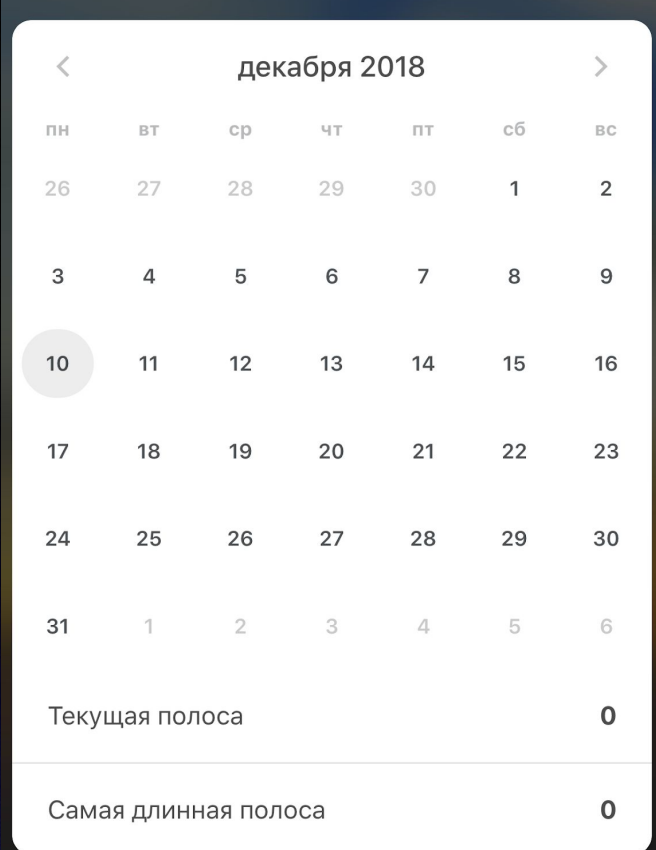 декабря 2018
пн вт ср чт пт сб вс
26 27 28 29 30 1 2
3 4 5 6 7 8 9
10 11 12 13 14 15 16
17 18 19 20 21 22 23
24 25 26 27 28 29 30
31 1 2 3 4 5 6
Текущая полоса 0
Самая длинная полоса 0